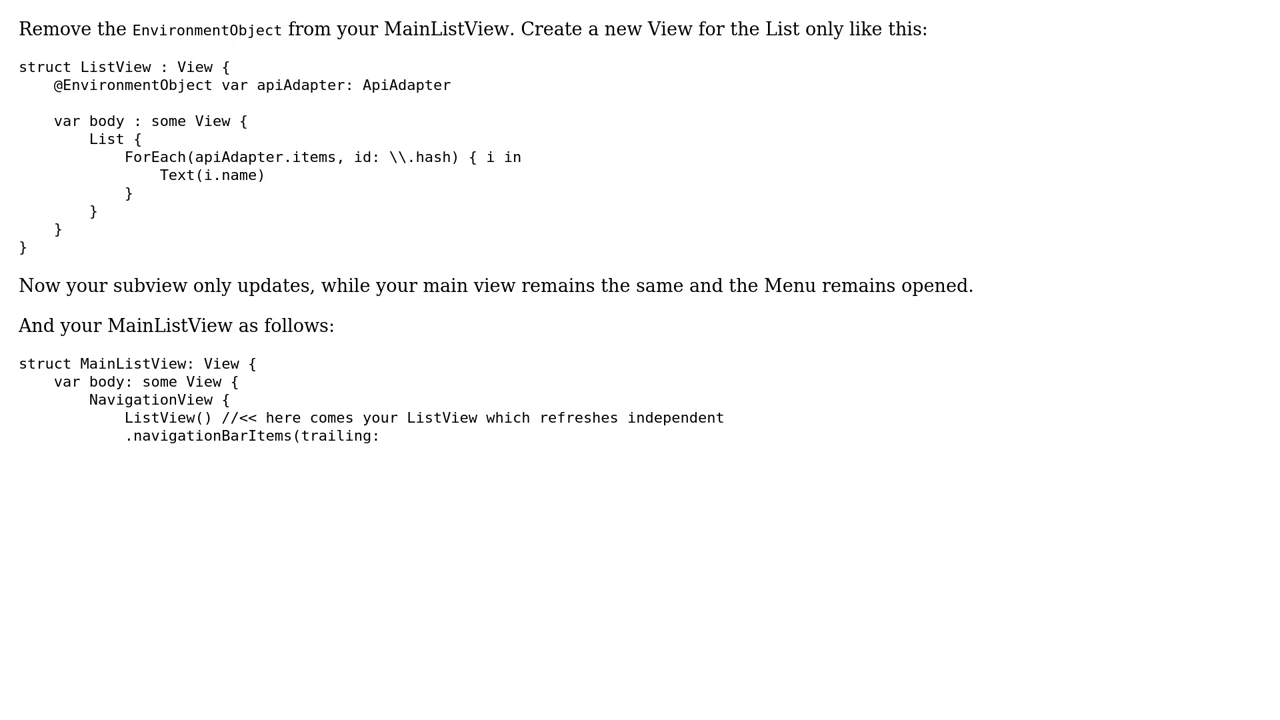 Remove the EnvironmentObject from your MainListView. Create a new View for the List only like this:
struct ListView : View {
    @EnvironmentObject var apiAdapter: ApiAdapter
    var body : some View {
        List {
            ForEach(apiAdapter.items, id: \\.hash) { i in
                Text(i.name)
            }
        }
    }
}
Now your subview only updates, while your main view remains the same and the Menu remains opened.
And your MainListView as follows:
struct MainListView: View {
    var body: some View {
        NavigationView {
            ListView() //<< here comes your ListView which refreshes independent
            .navigationBarItems(trailing: